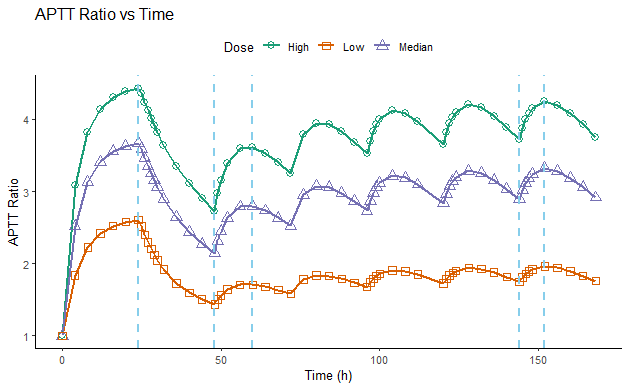 APTT Ratio vs Time
Dose High Low Median
APTT Ratio
4
3
2
1
0 50 100 150
Time (h)